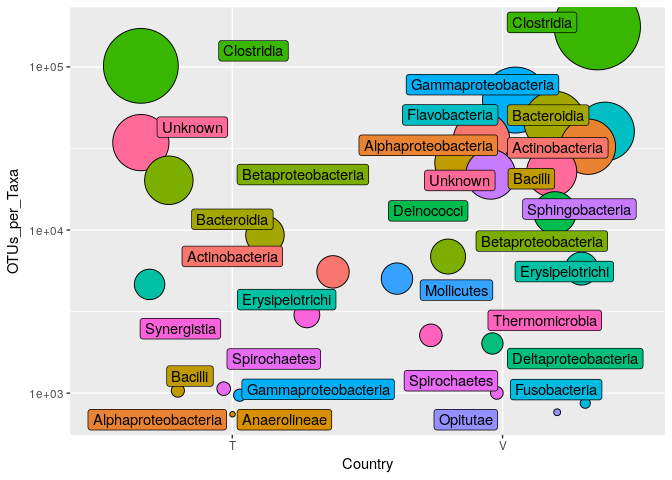 Clostridia
Clostridia
1e+05
Gammaproteobacteria
Flavobacteria
Bacteroidia
Unknown
Alphaproteobacteria
Actinobacteria
Betaproteobacteria
Unknown
Bacilli
Bacteroidia
Deinococci
Sphingobacteria
1e+04
Betaproteobacteria
Actinobacteria
Erysipelotrichi
Erysipelotrichi
Mollicutes
Synergistia
Thermomicrobia
Spirochaetes
Deltaproteobacteria
Bacilli
Spirochaetes
1e+03
Gammaproteobacteria
Fusobacteria
Alphaproteobacteria
Anaerolineae
Opitutae
T
V
Country
OTUs_per_Taxa